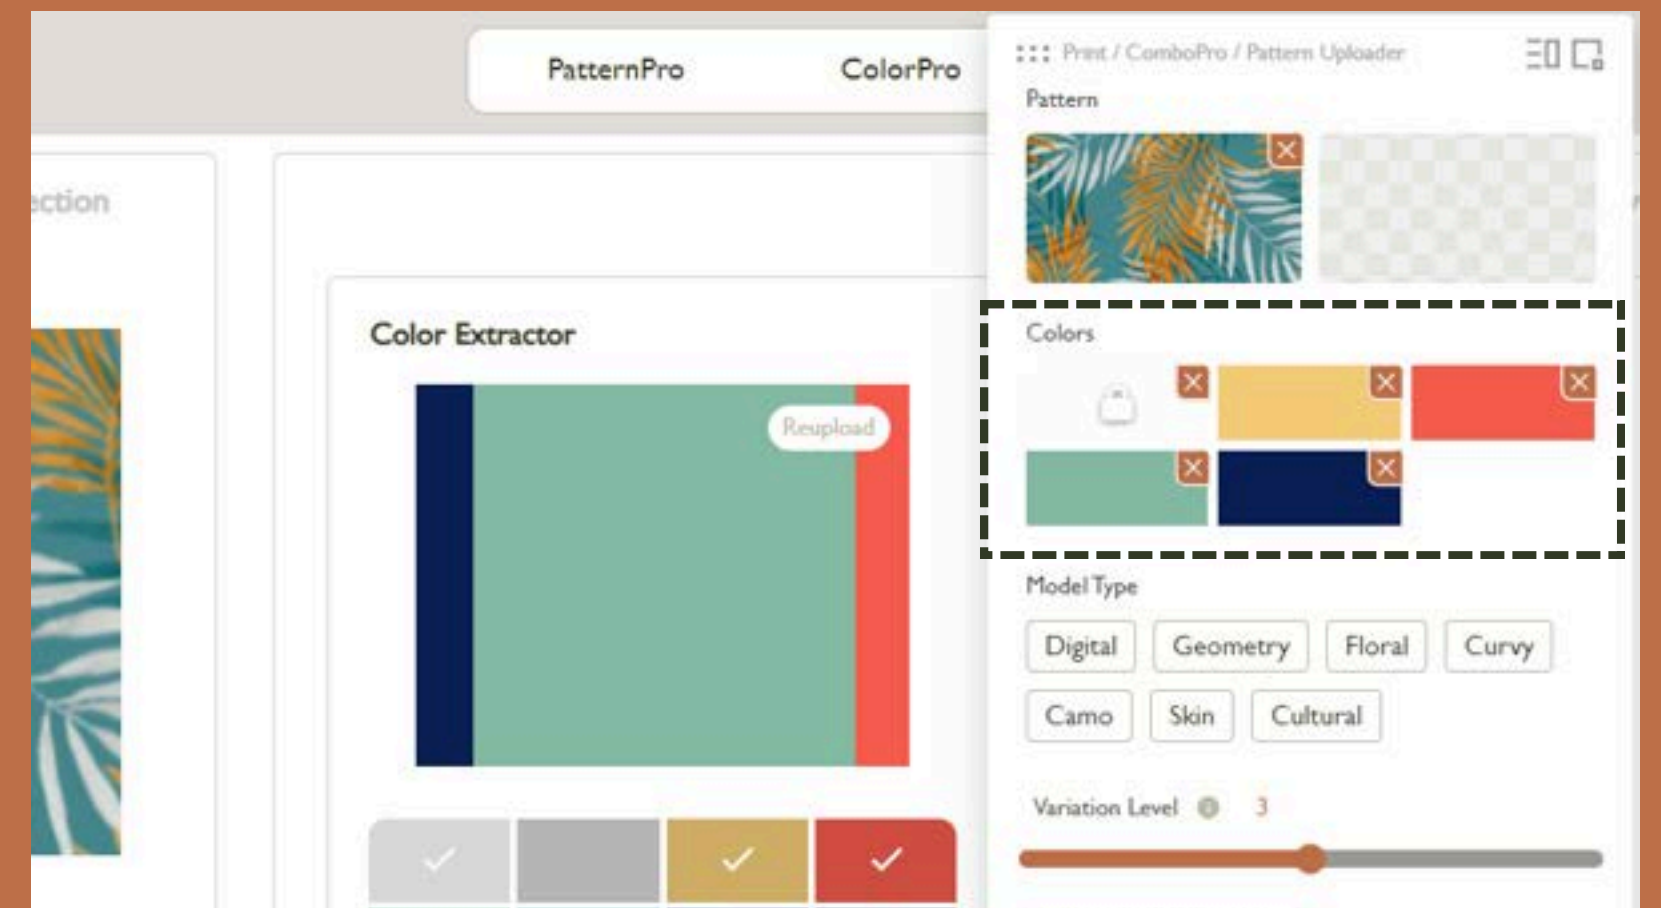 PatternPro
ColorPro
Print / ComboPro / Pattern Uploader
Pattern
ection
Color Extractor
Reupload
Colors
Model Type
Digital
Geometry
Floral
Curvy
Camo
Skin
Cultural
Variation Level
3